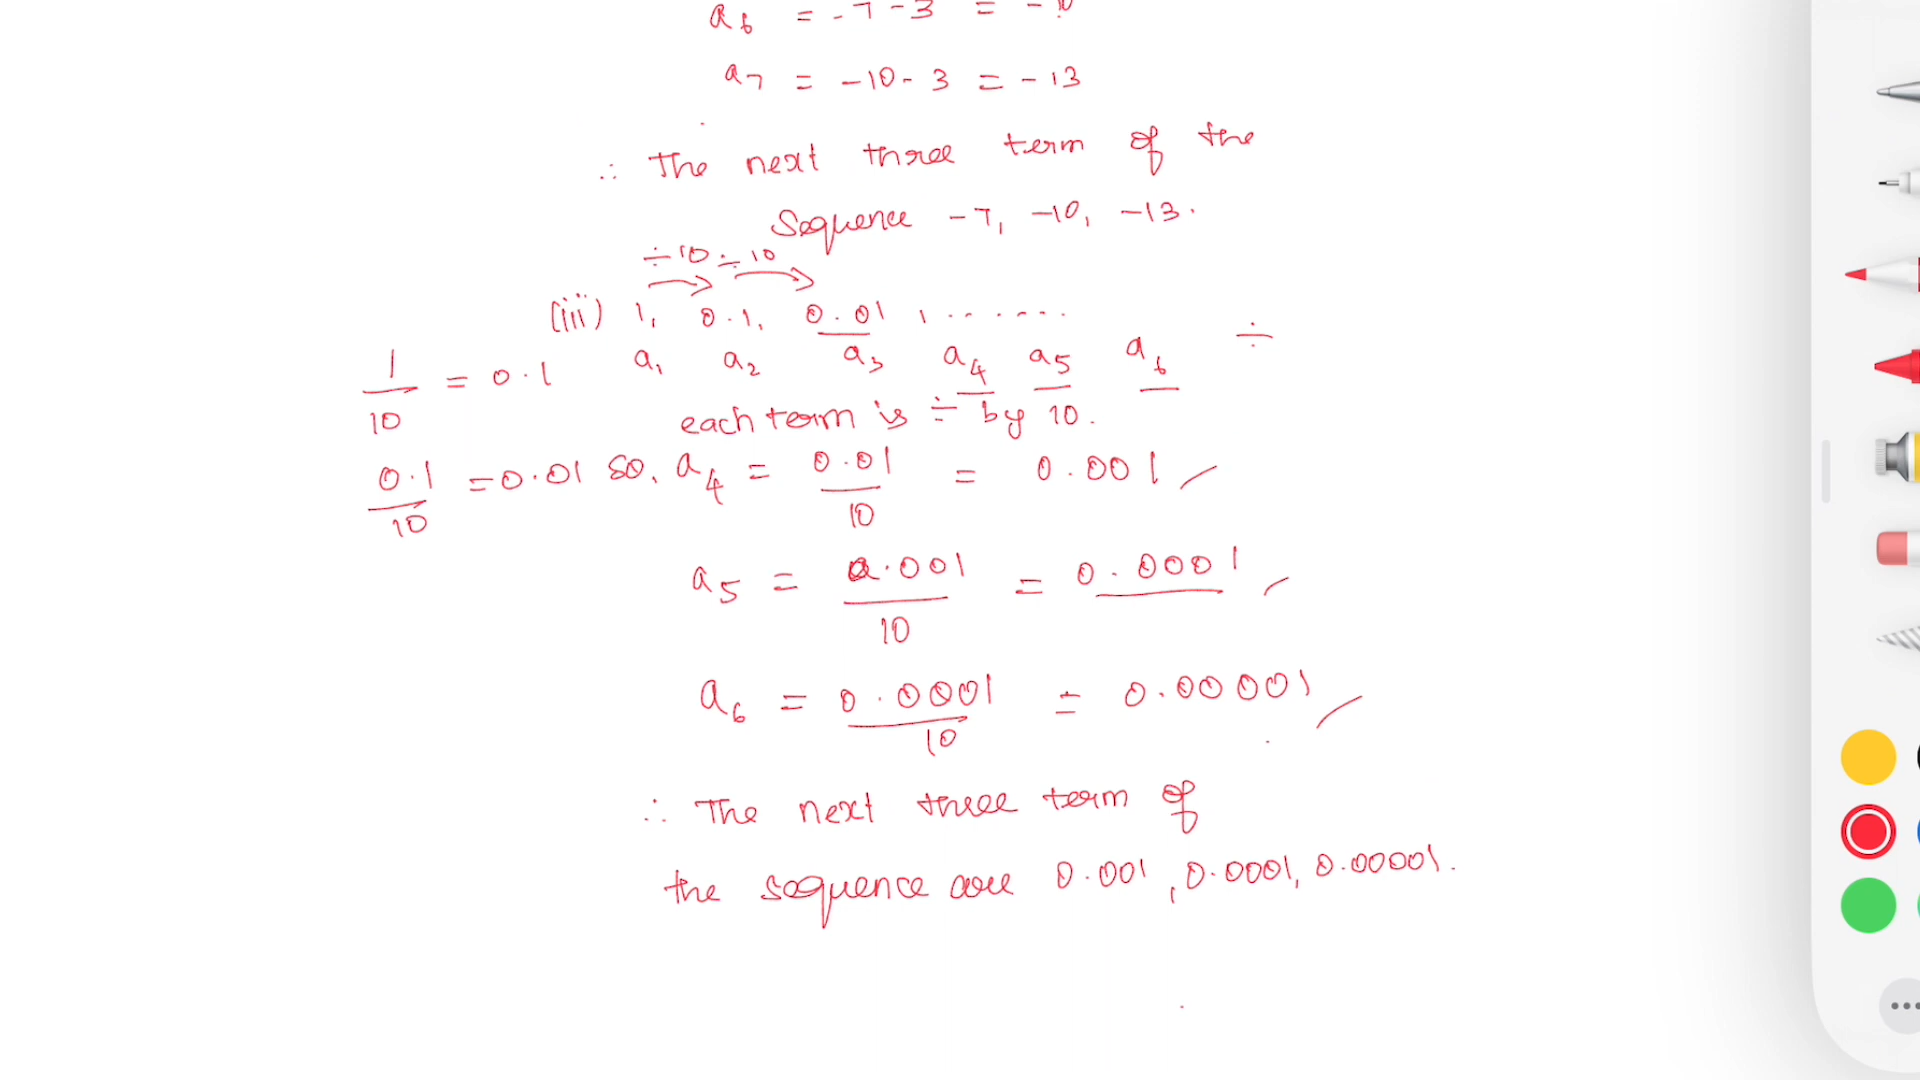 a6 = -7-3 = -10
a7 = -10-3 = -13
∴ The next three term of the
Sequence -7, -10, -13.
÷10 ÷10
(iii) 1, 0.1, 0.01, ......
a1 a2 a3 a4 a5 a6 ÷
1/10 = 0.1
each term is ÷ by 10.
0.1/10 = 0.01 so, a4 = 0.01/10 = 0.001
a5 = 0.001/10 = 0.0001
a6 = 0.0001/10 = 0.00001
∴ The next three term of
the sequence are 0.001, 0.0001, 0.00001.